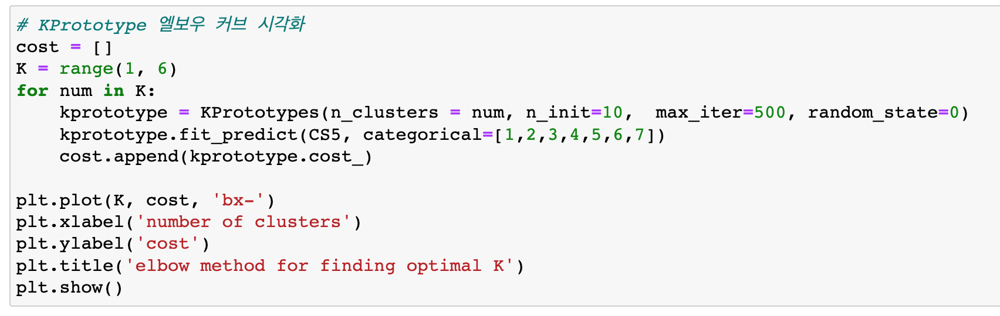 # KPrototype 엘보우 커브 시각화
cost = []
K = range(1, 6)
for num in K:
    kprototype = KPrototypes(n_clusters = num, n_init=10,  max_iter=500, random_state=0)
    kprototype.fit_predict(CS5, categorical=[1,2,3,4,5,6,7])
    cost.append(kprototype.cost_)

plt.plot(K, cost, 'bx-')
plt.xlabel('number of clusters')
plt.ylabel('cost')
plt.title('elbow method for finding optimal K')
plt.show()